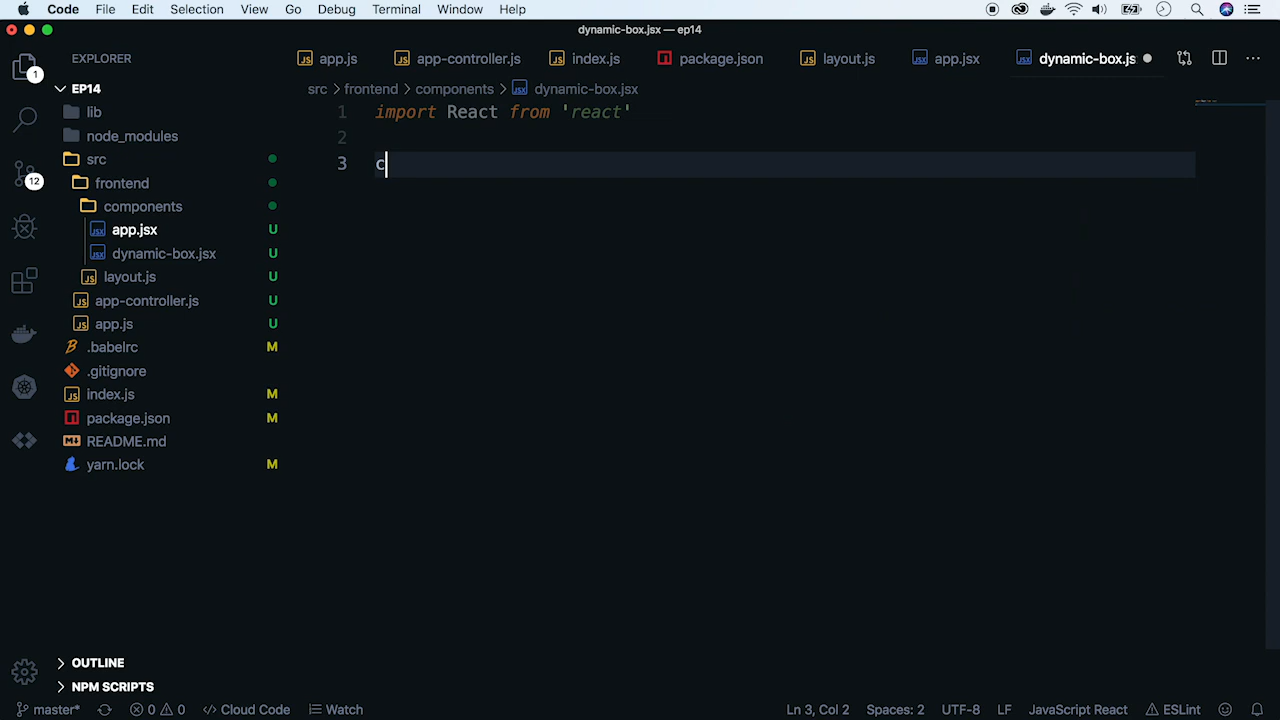 Code File Edit Selection View Go Debug Terminal Window Help
dynamic-box.jsx — ep14
EXPLORER
app.js app-controller.js index.js package.json layout.js app.jsx dynamic-box.js
1
EP14
src frontend components dynamic-box.jsx
lib
1 import React from 'react'
node_modules
2
src
3 c
12
frontend
components
app.jsx U
dynamic-box.jsx U
layout.js U
app-controller.js U
app.js U
.babelrc M
.gitignore
index.js M
package.json M
README.md
yarn.lock M
OUTLINE
NPM SCRIPTS
master* 0 0 Cloud Code Watch Ln 3, Col 2 Spaces: 2 UTF-8 LF JavaScript React ESLint